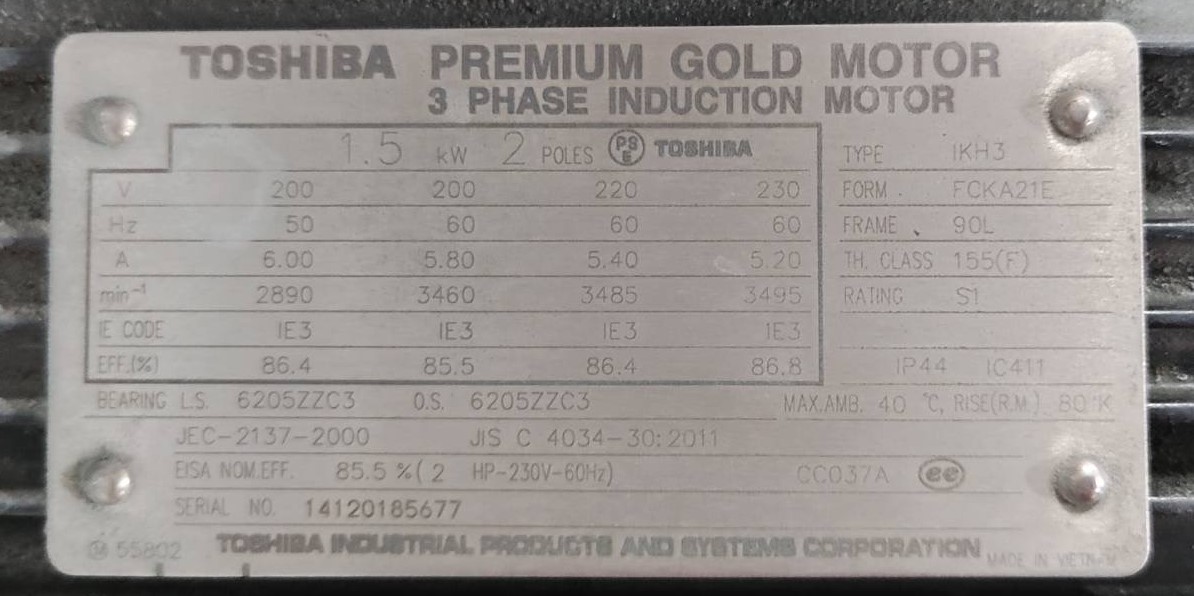 TOSHIBA PREMIUM GOLD MOTOR
3 PHASE INDUCTION MOTOR
1.5 kW 2 POLES PS E TOSHIBA
TYPE IKH3
V 200 200 220 230
FORM FCKA21E
Hz 50 60 60 60
FRAME 90L
A 6.00 5.80 5.40 5.20
TH. CLASS 155(F)
min⁻¹ 2890 3460 3485 3495
RATING S1
IE CODE IE3 IE3 IE3 IE3
EFF.(%) 86.4 85.5 86.4 86.8
IP44 IC411
BEARING L.S. 6205ZZC3 O.S. 6205ZZC3 MAX.AMB. 40 °C, RISE(R.M.) 80 K
JEC-2137-2000 JIS C 4034-30:2011
EISA NOM.EFF. 85.5 %( 2 HP-230V-60Hz) CC037A ee
SERIAL NO. 14120185677
M 55802 TOSHIBA INDUSTRIAL PRODUCTS AND SYSTEMS CORPORATION MADE IN